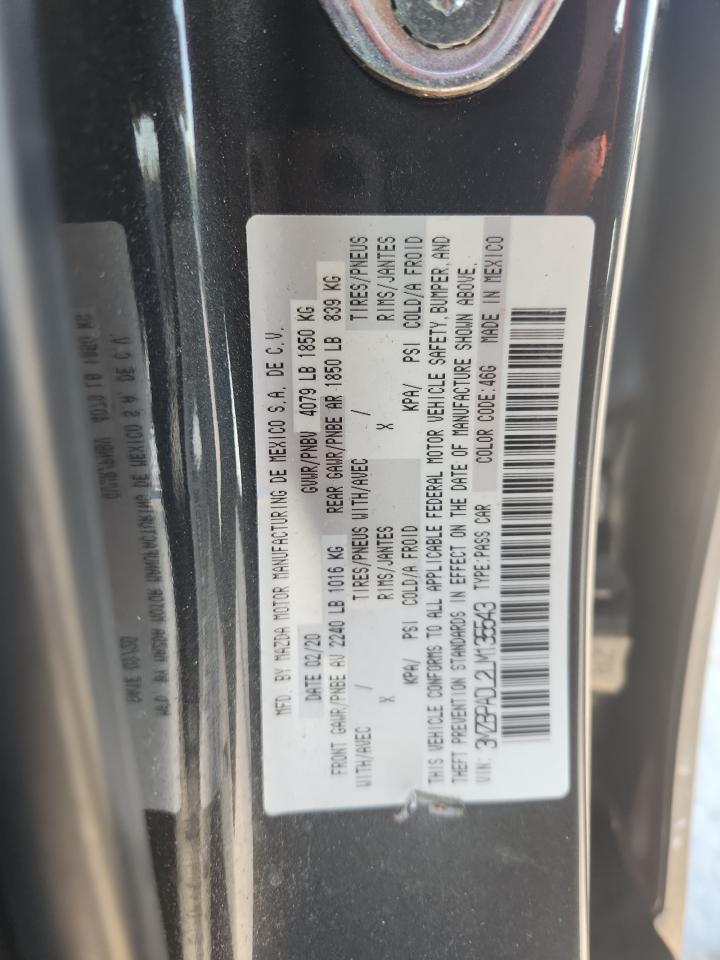 MFD. BY MAZDA MOTOR MANUFACTURING DE MEXICO S.A. DE C.V.
DATE 02/20 GVWR/PNBV 4079 LB 1850 KG
FRONT GAWR/PNBE AV 2240 LB 1016 KG REAR GAWR/PNBE AR 1850 LB 839 KG
WITH/AVEC / TIRES/PNEUS WITH/AVEC / TIRES/PNEUS
X RIMS/JANTES X RIMS/JANTES
KPA/ PSI COLD/A FROID KPA/ PSI COLD/A FROID
THIS VEHICLE CONFORMS TO ALL APPLICABLE FEDERAL MOTOR VEHICLE SAFETY, BUMPER, AND
THEFT PREVENTION STANDARDS IN EFFECT ON THE DATE OF MANUFACTURE SHOWN ABOVE.
VIN: 3MZBPADL2LM135543 TYPE:PASS CAR COLOR CODE:46G MADE IN MEXICO